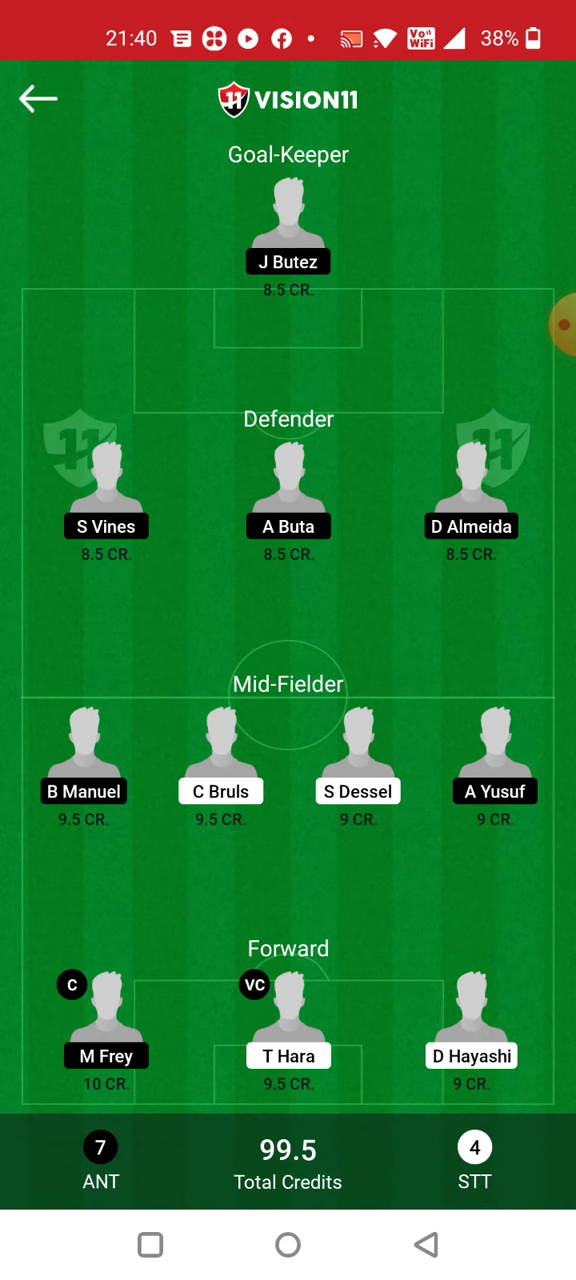 21:40
Vo))
WiFi
38%
VISION11
Goal-Keeper
J Butez
8.5 CR.
Defender
S Vines
A Buta
D Almeida
8.5 CR.
8.5 CR.
8.5 CR.
Mid-Fielder
B Manuel
C Bruls
S Dessel
A Yusuf
9.5 CR.
9.5 CR.
9 CR.
9 CR.
Forward
C
VC
M Frey
T Hara
D Hayashi
10 CR.
9.5 CR.
9 CR.
7
99.5
4
ANT
Total Credits
STT